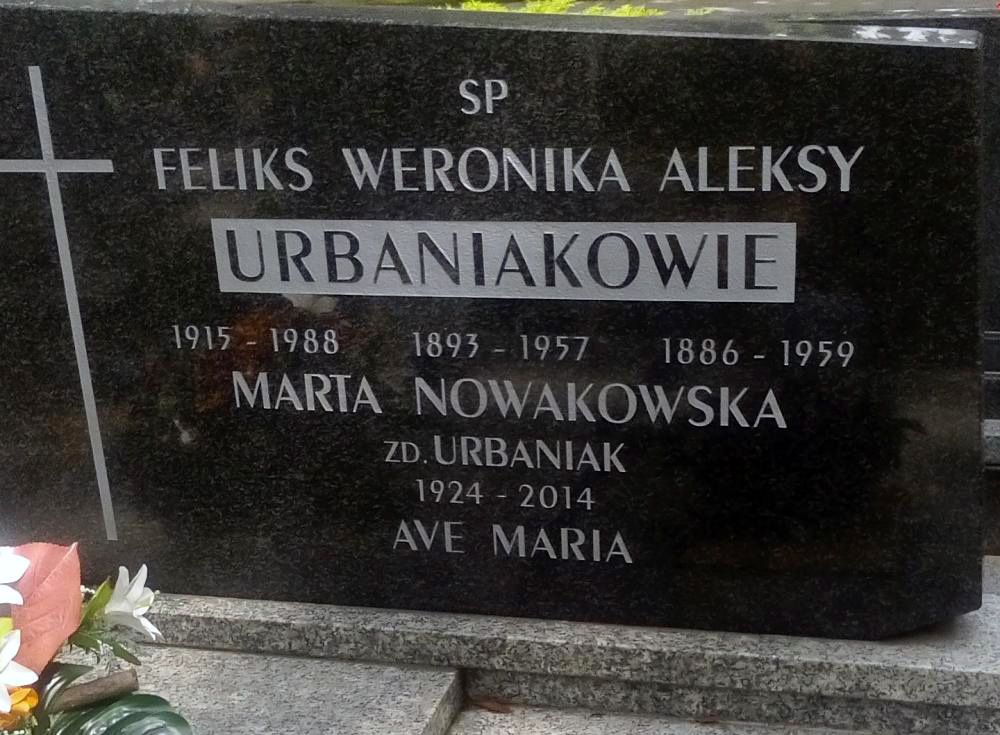 SP
FELIKS WERONIKA ALEKSY
URBANIAKOWIE
1915 - 1988 1893 - 1957 1886 - 1959
MARTA NOWAKOWSKA
ZD. URBANIAK
1924 - 2014
AVE MARIA